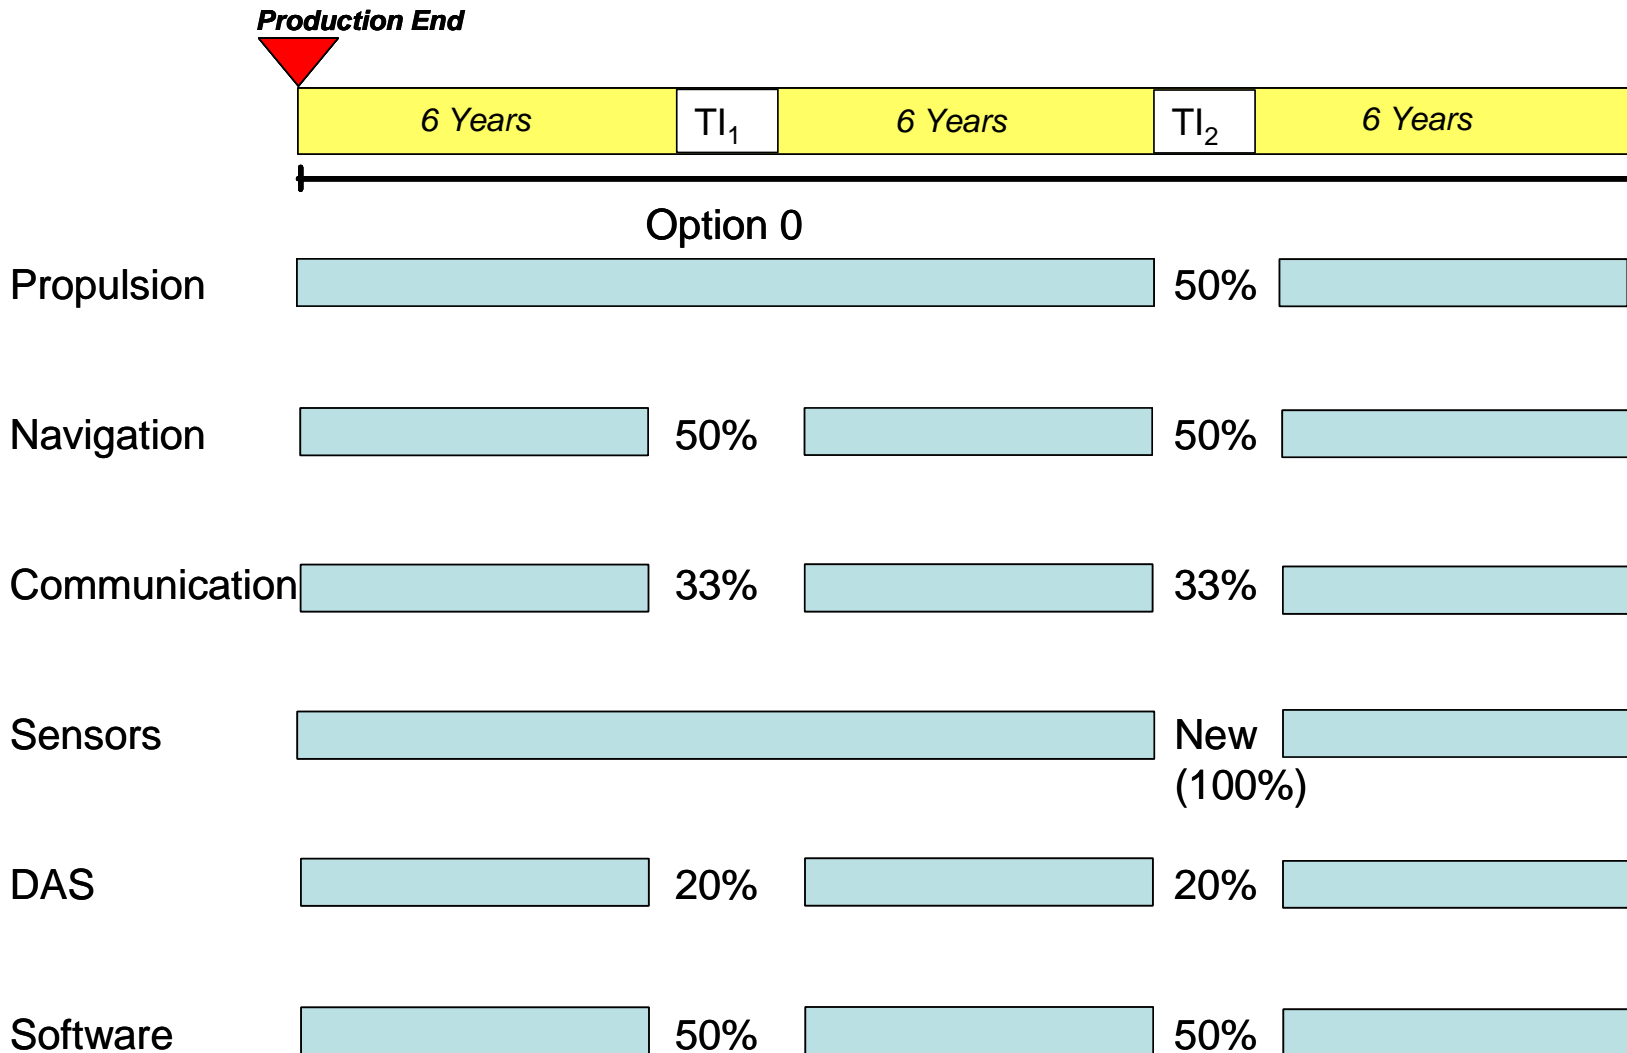 Production End
6 Years TI₁ 6 Years TI₂ 6 Years
Option 0
Propulsion 50%
Navigation 50% 50%
Communication 33% 33%
Sensors New
(100%)
DAS 20% 20%
Software 50% 50%